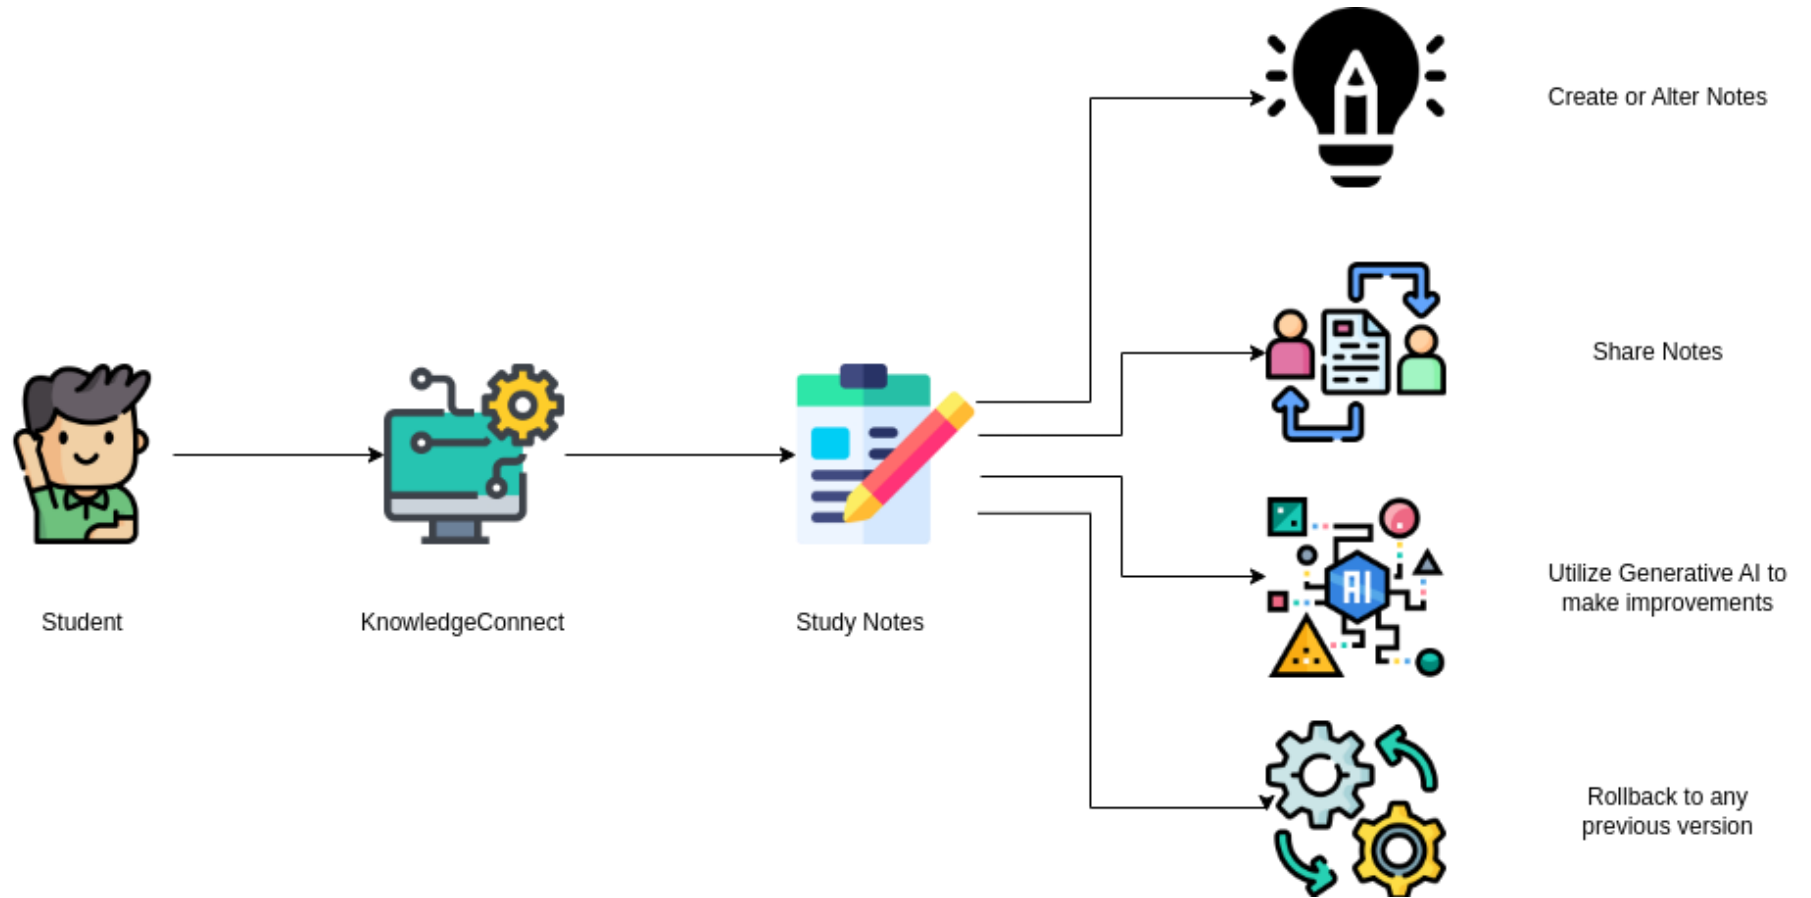 Create or Alter Notes
Share Notes
AI
Utilize Generative AI to
make improvements
Student
KnowledgeConnect
Study Notes
Rollback to any
previous version